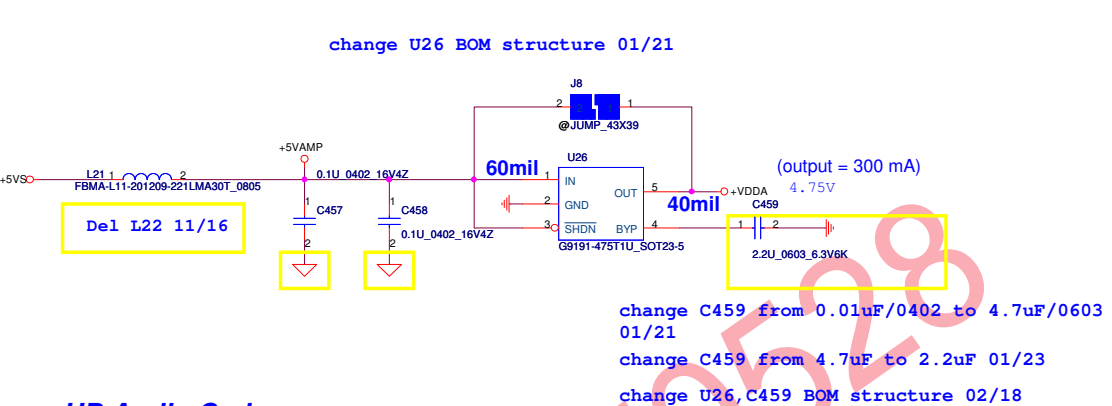 change U26 BOM structure 01/21
J8
2 2 1 1
@JUMP_43X39
+5VAMP
U26
60mil
(output = 300 mA)
4.75V
+5VS
L21 1 2
FBMA-L11-201209-221LMA30T_0805
0.1U_0402_16V4Z
1 IN
2 GND
3 SHDN
OUT 5
BYP 4
+VDDA
40mil
G9191-475T1U_SOT23-5
C459
1 2
2.2U_0603_6.3V6K
Del L22 11/16
1
C457
2
1
C458
0.1U_0402_16V4Z
2
change C459 from 0.01uF/0402 to 4.7uF/0603
01/21
change C459 from 4.7uF to 2.2uF 01/23
change U26,C459 BOM structure 02/18
528